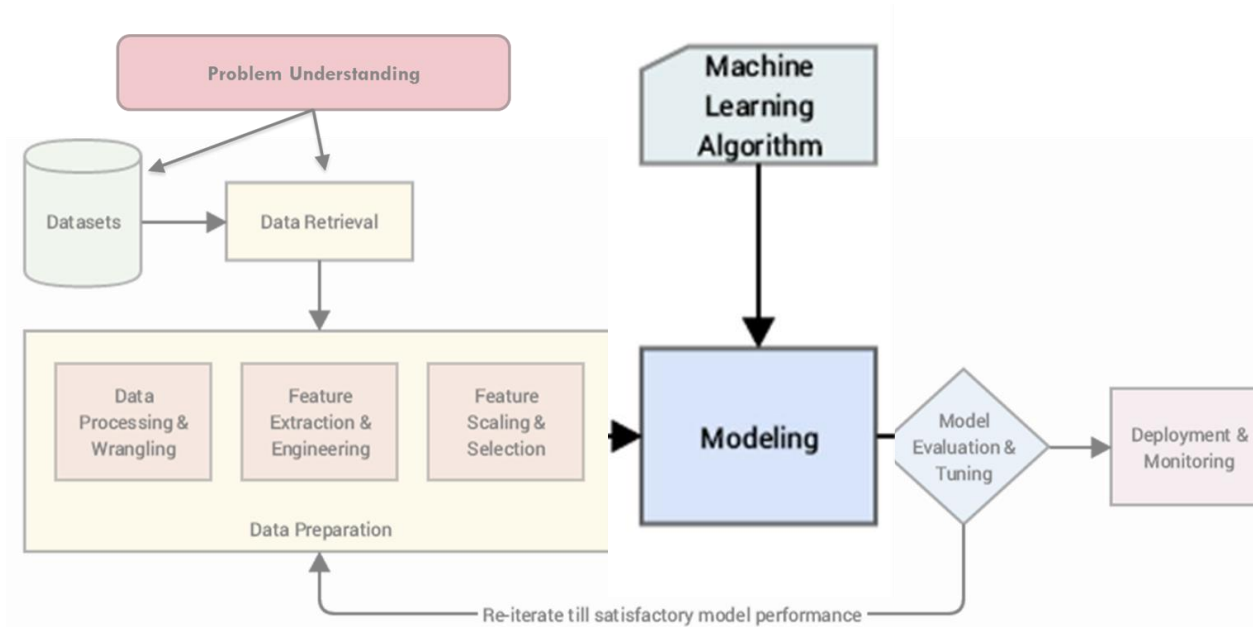 Problem Understanding
Machine
Learning
Algorithm
Datasets
Data Retrieval
Data
Processing &
Wrangling
Feature
Extraction &
Engineering
Feature
Scaling &
Selection
Data Preparation
Modeling
Model
Evaluation &
Tuning
Deployment &
Monitoring
Re-iterate till satisfactory model performance